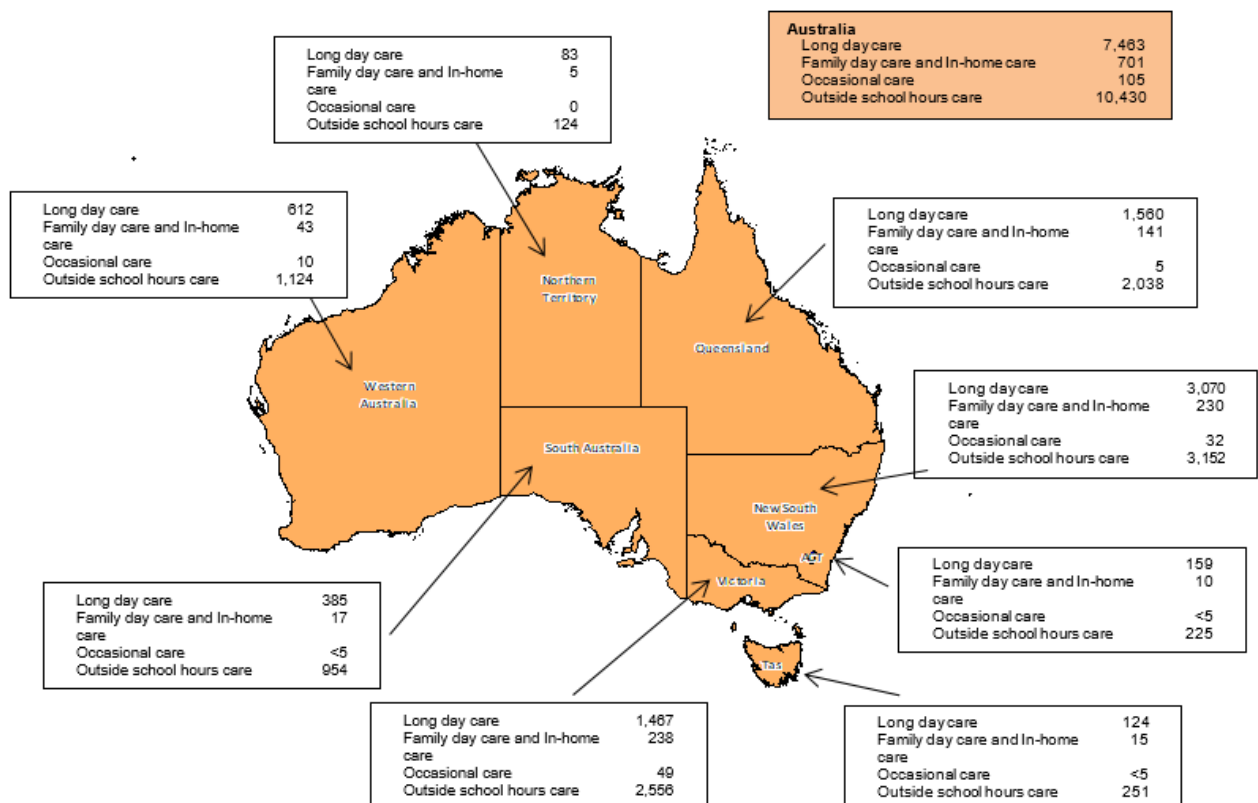 Australia
Long day care 7,463
Family day care and In-home care 701
Occasional care 105
Outside school hours care 10,430
Long day care 83
Family day care and In-home 5
care
Occasional care 0
Outside school hours care 124
Long day care 612
Family day care and In-home 43
care
Occasional care 10
Outside school hours care 1,124
Long day care 1,560
Family day care and In-home 141
care
Occasional care 5
Outside school hours care 2,038
Northern
Territory
Queensland
Western
Australia
South Australia
Long day care 3,070
Family day care and In-home 230
care
Occasional care 32
Outside school hours care 3,152
New South
Wales
ACT
Victoria
Tas
Long day care 159
Family day care and In-home 10
care
Occasional care <5
Outside school hours care 225
Long day care 385
Family day care and In-home 17
care
Occasional care <5
Outside school hours care 954
Long day care 1,467
Family day care and In-home 238
care
Occasional care 49
Outside school hours care 2,556
Long day care 124
Family day care and In-home 15
care
Occasional care <5
Outside school hours care 251